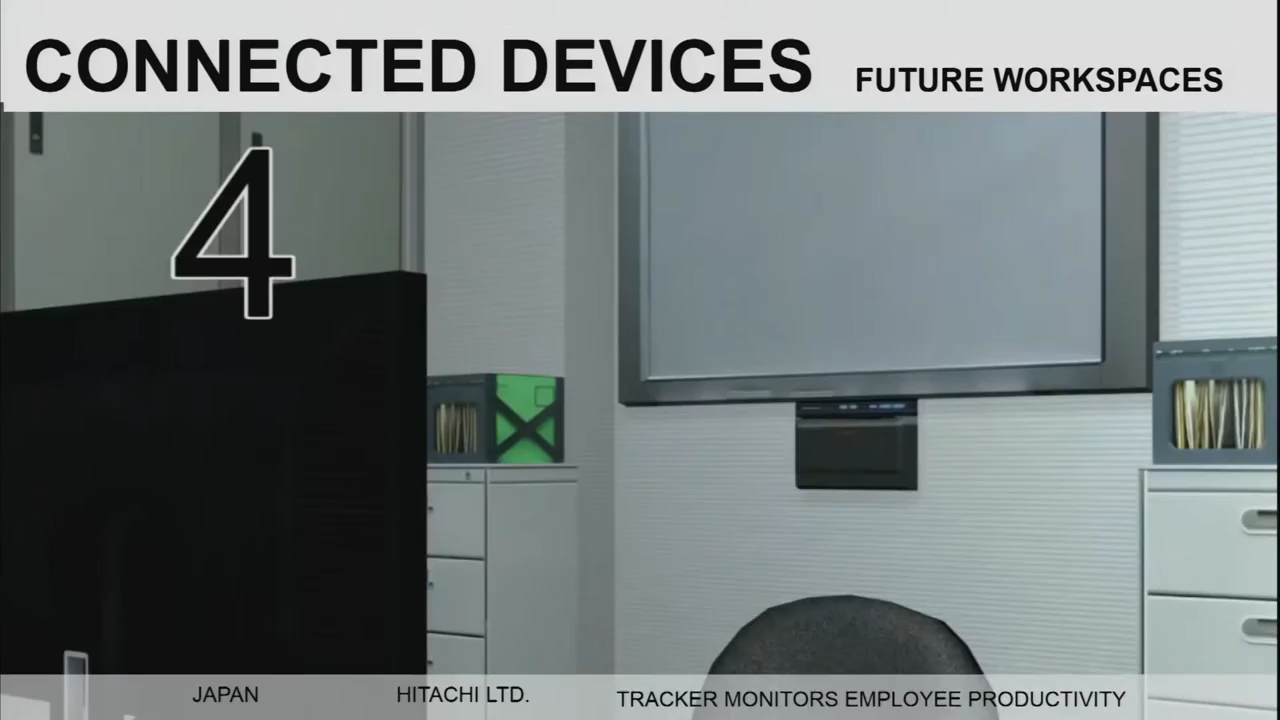 CONNECTED DEVICES FUTURE WORKSPACES
4
JAPAN HITACHI LTD. TRACKER MONITORS EMPLOYEE PRODUCTIVITY